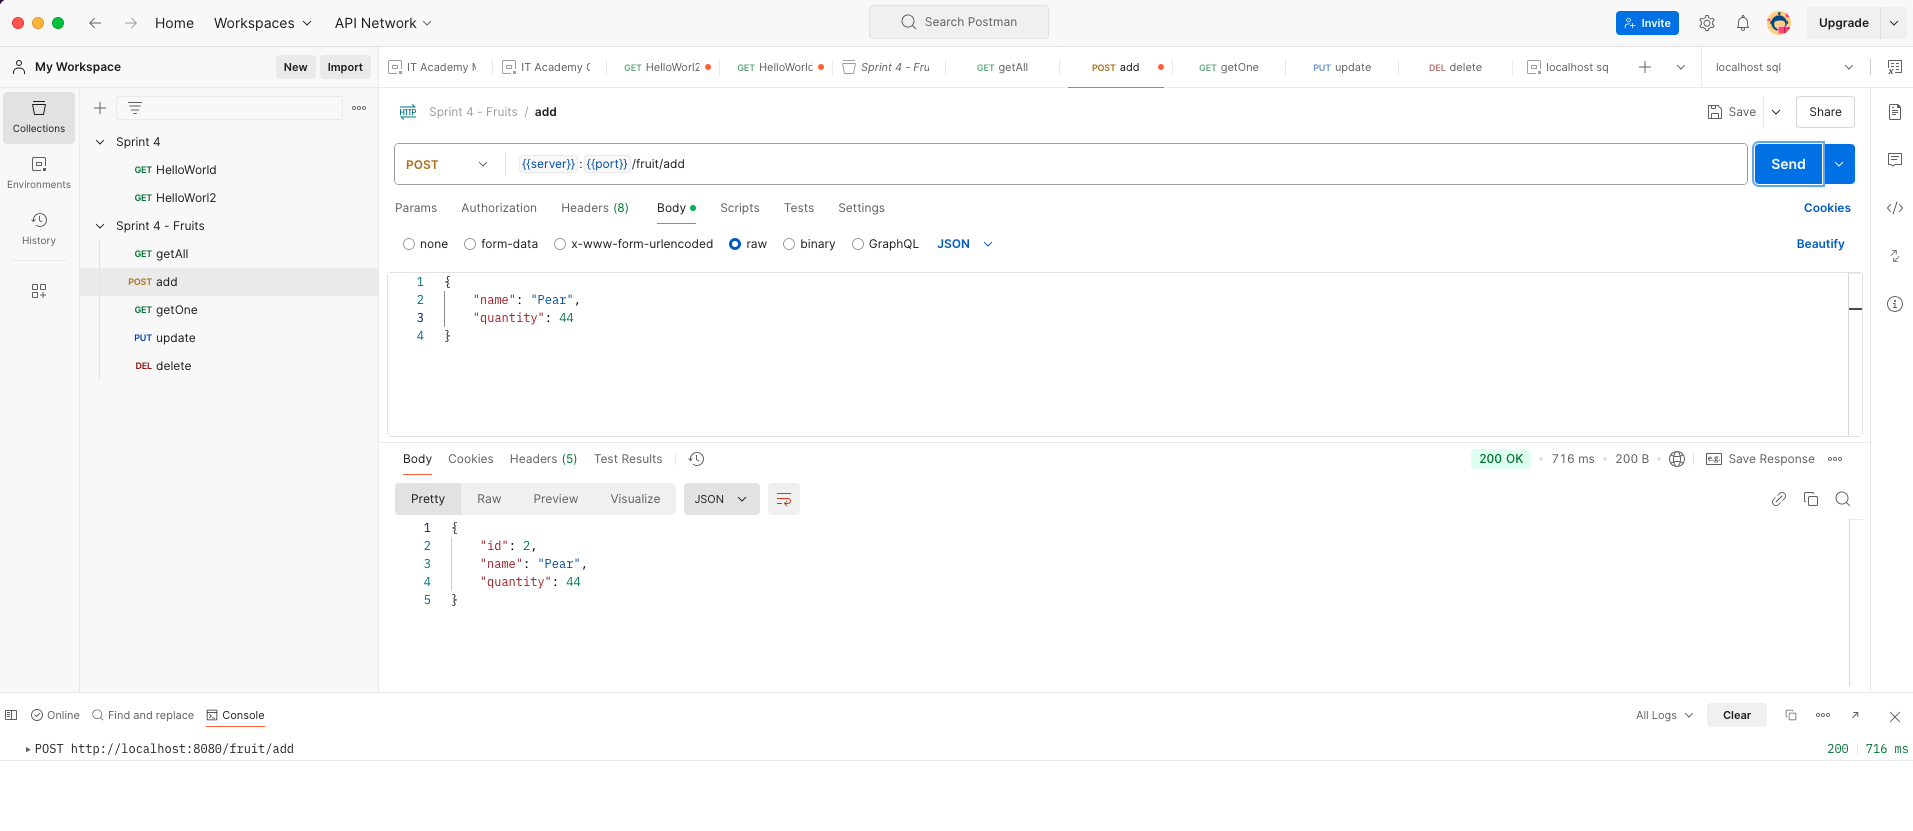 Home Workspaces API Network Search Postman Invite Upgrade
My Workspace New Import IT Academy IT Academy GET HelloWorl2 GET HelloWorl Sprint 4 - Fru GET getAll POST add GET getOne PUT update DEL delete localhost sq localhost sql
Collections
Environments
History
Sprint 4
GET HelloWorld
GET HelloWorl2
Sprint 4 - Fruits
GET getAll
POST add
GET getOne
PUT update
DEL delete
HTTP Sprint 4 - Fruits / add Save Share
POST {{server}}:{{port}}/fruit/add Send
Params Authorization Headers (8) Body Scripts Tests Settings Cookies
none form-data x-www-form-urlencoded raw binary GraphQL JSON Beautify
1 {
2 "name": "Pear",
3 "quantity": 44
4 }
Body Cookies Headers (5) Test Results 200 OK 716 ms 200 B e.g. Save Response
Pretty Raw Preview Visualize JSON
1 {
2 "id": 2,
3 "name": "Pear",
4 "quantity": 44
5 }
Online Find and replace Console All Logs Clear
POST http://localhost:8080/fruit/add 200 716 ms